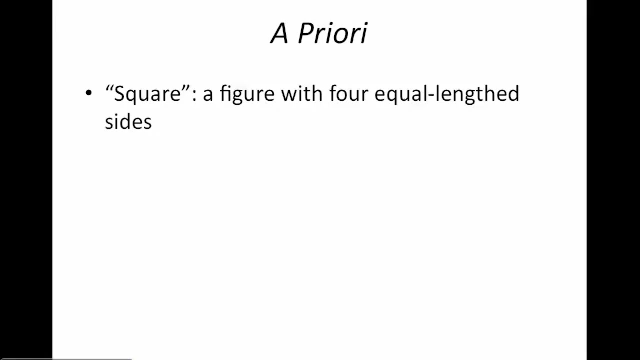 A Priori
• “Square”: a figure with four equal-lengthed
sides